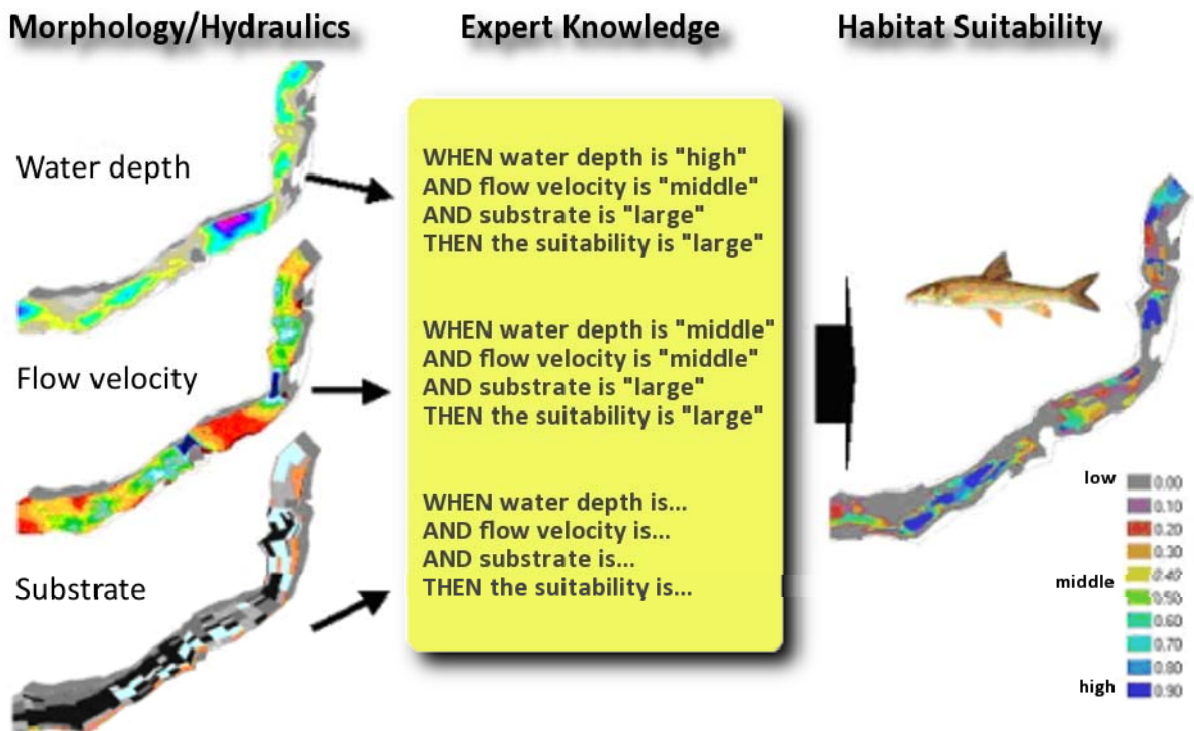 Morphology/Hydraulics
Expert Knowledge
Habitat Suitability
Water depth
Flow velocity
Substrate
WHEN water depth is "high"
AND flow velocity is "middle"
AND substrate is "large"
THEN the suitability is "large"
WHEN water depth is "middle"
AND flow velocity is "middle"
AND substrate is "large"
THEN the suitability is "large"
WHEN water depth is...
AND flow velocity is...
AND substrate is...
THEN the suitability is...
low 0.00
0.10
0.20
0.30
0.40
middle 0.50
0.60
0.70
0.80
high 0.90